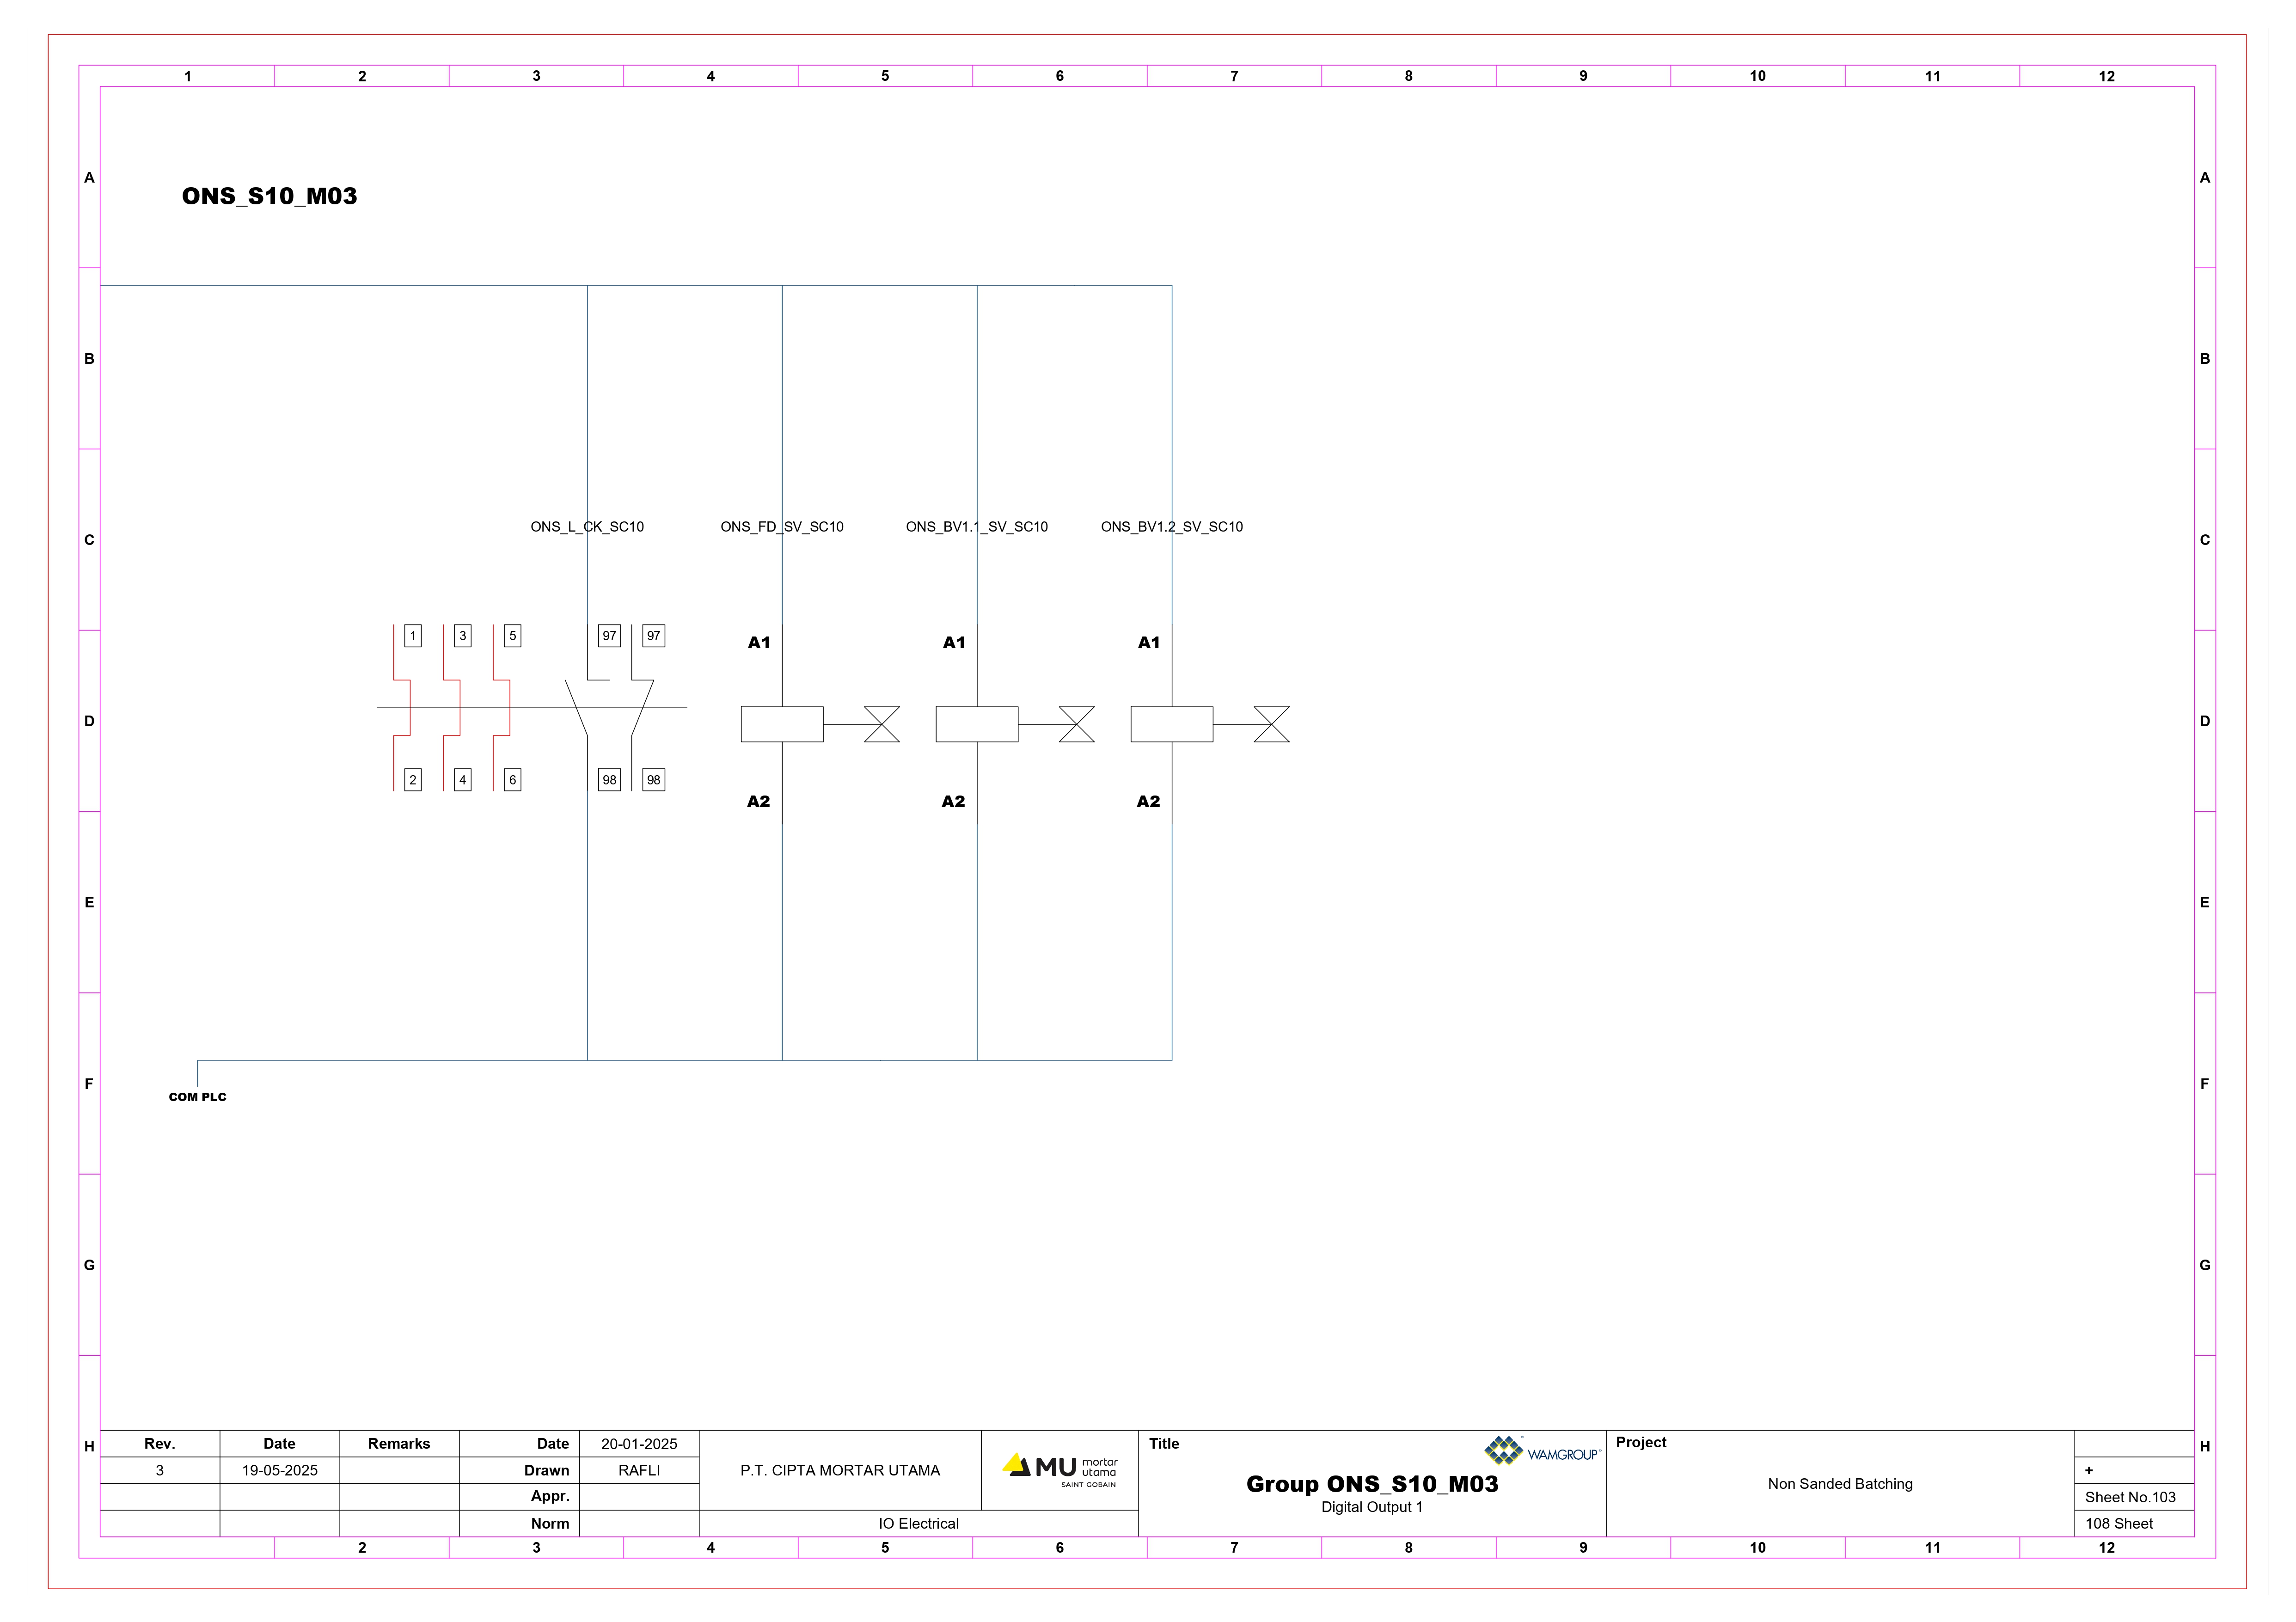 1 2 3 4 5 6 7 8 9 10 11 12
A A
ONS_S10_M03
B B
ONS_L_CK_SC10 ONS_FD_SV_SC10 ONS_BV1.1_SV_SC10 ONS_BV1.2_SV_SC10
C C
1 3 5 97 97 A1 A1 A1
D D
2 4 6 98 98 A2 A2 A2
E E
F F
COM PLC
G G
H H
Rev. Date Remarks Date 20-01-2025
3 19-05-2025 Drawn RAFLI
Appr.
Norm
P.T. CIPTA MORTAR UTAMA
MU mortar
utama
SAINT-GOBAIN
IO Electrical
Title
WAMGROUP®
Group ONS_S10_M03
Digital Output 1
Project
Non Sanded Batching
+
Sheet No.103
108 Sheet
2 3 4 5 6 7 8 9 10 11 12